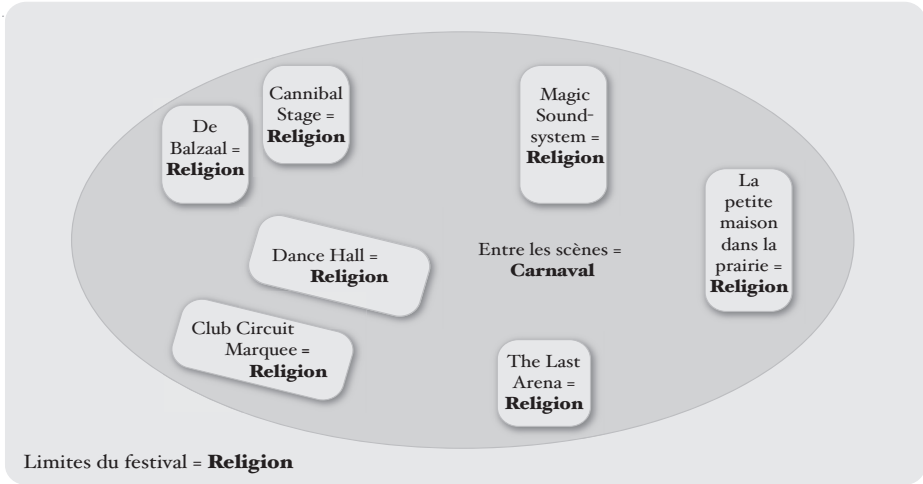 Cannibal
Stage =
Religion
De
Balzaal =
Religion
Magic
Sound-
system =
Religion
La
petite
maison
dans la
prairie =
Religion
Dance Hall =
Religion
Entre les scènes =
Carnaval
Club Circuit
Marquee =
Religion
The Last
Arena =
Religion
Limites du festival = Religion